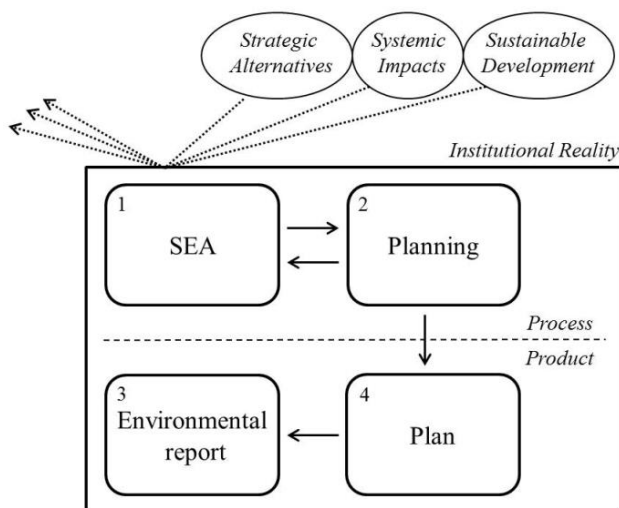 Strategic
Alternatives
Systemic
Impacts
Sustainable
Development
Institutional Reality
1
SEA
2
Planning
Process
Product
3
Environmental
report
4
Plan